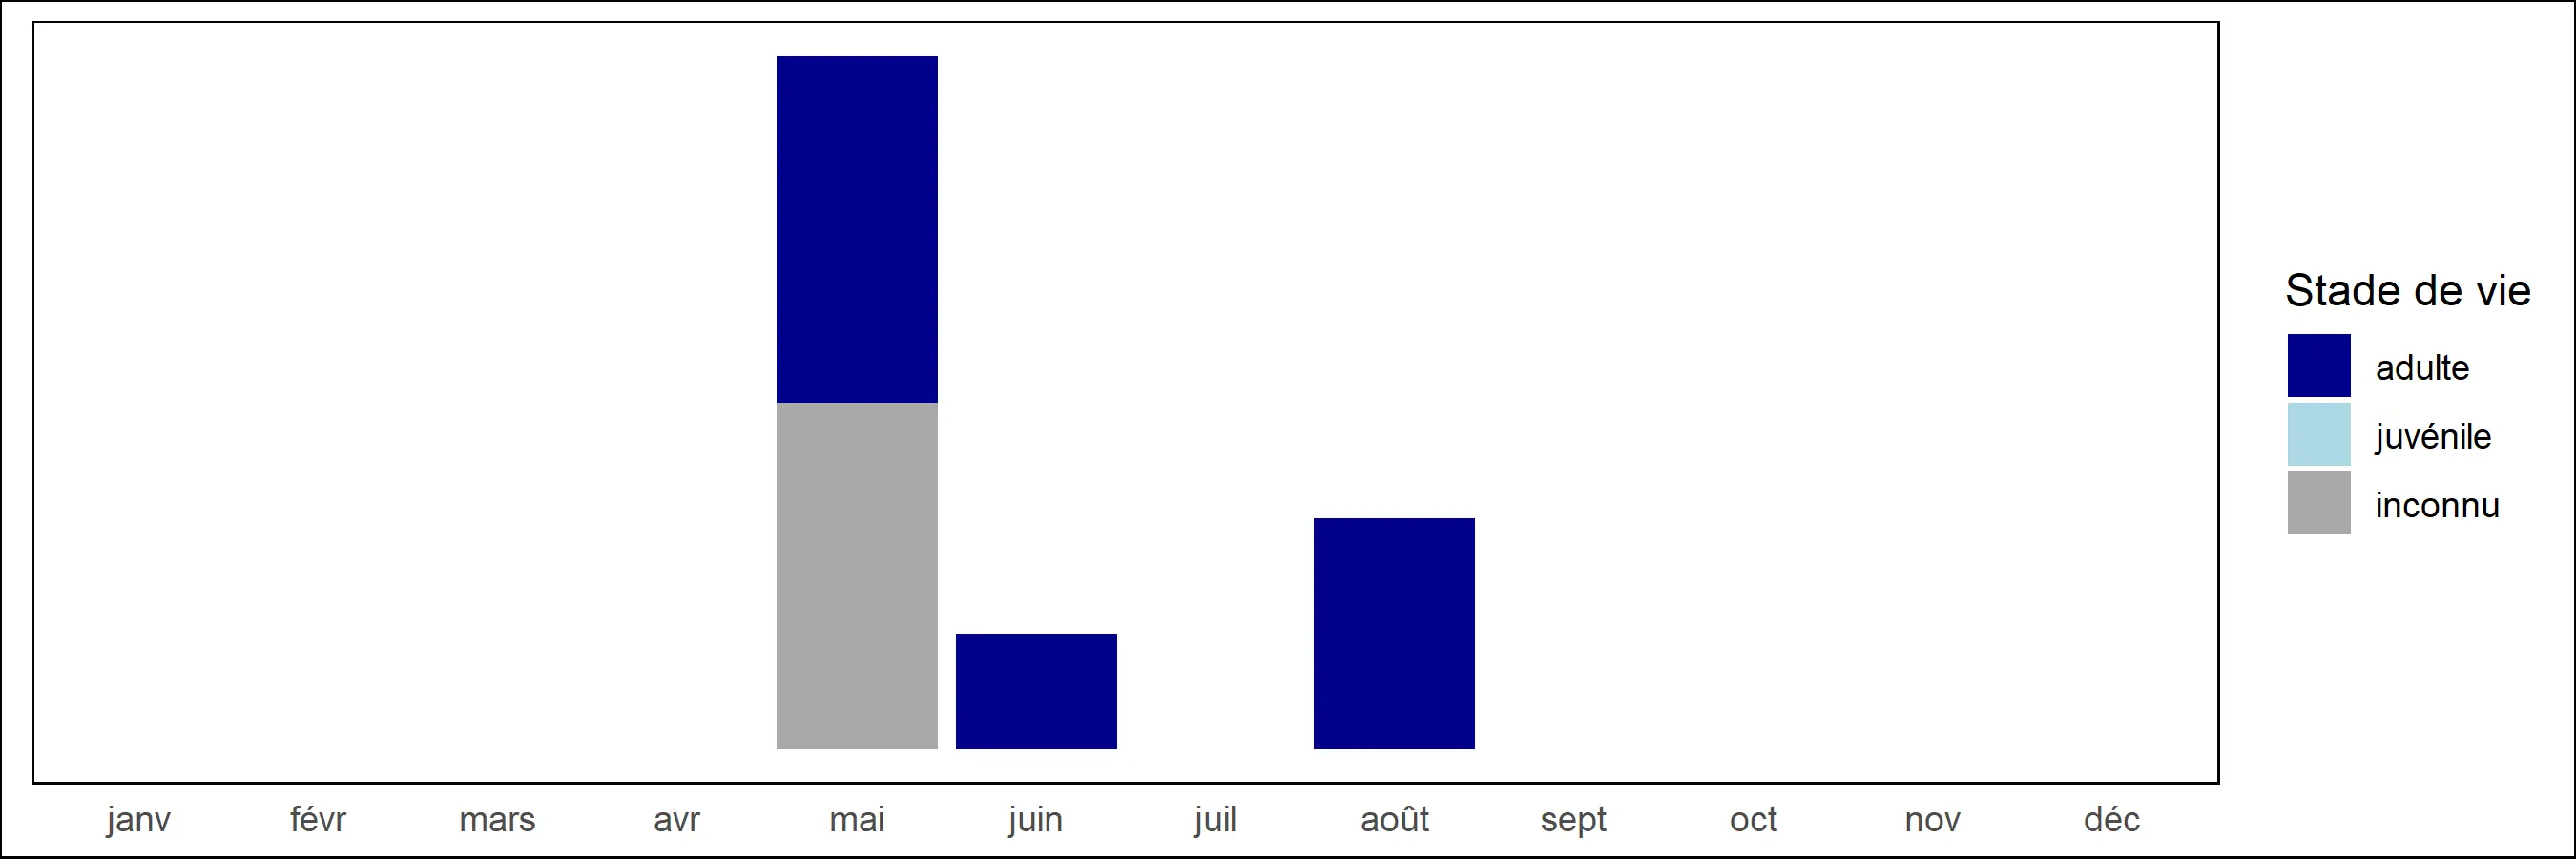 Stade de vie
adulte
juvénile
inconnu
janv févr mars avr mai juin juil août sept oct nov déc